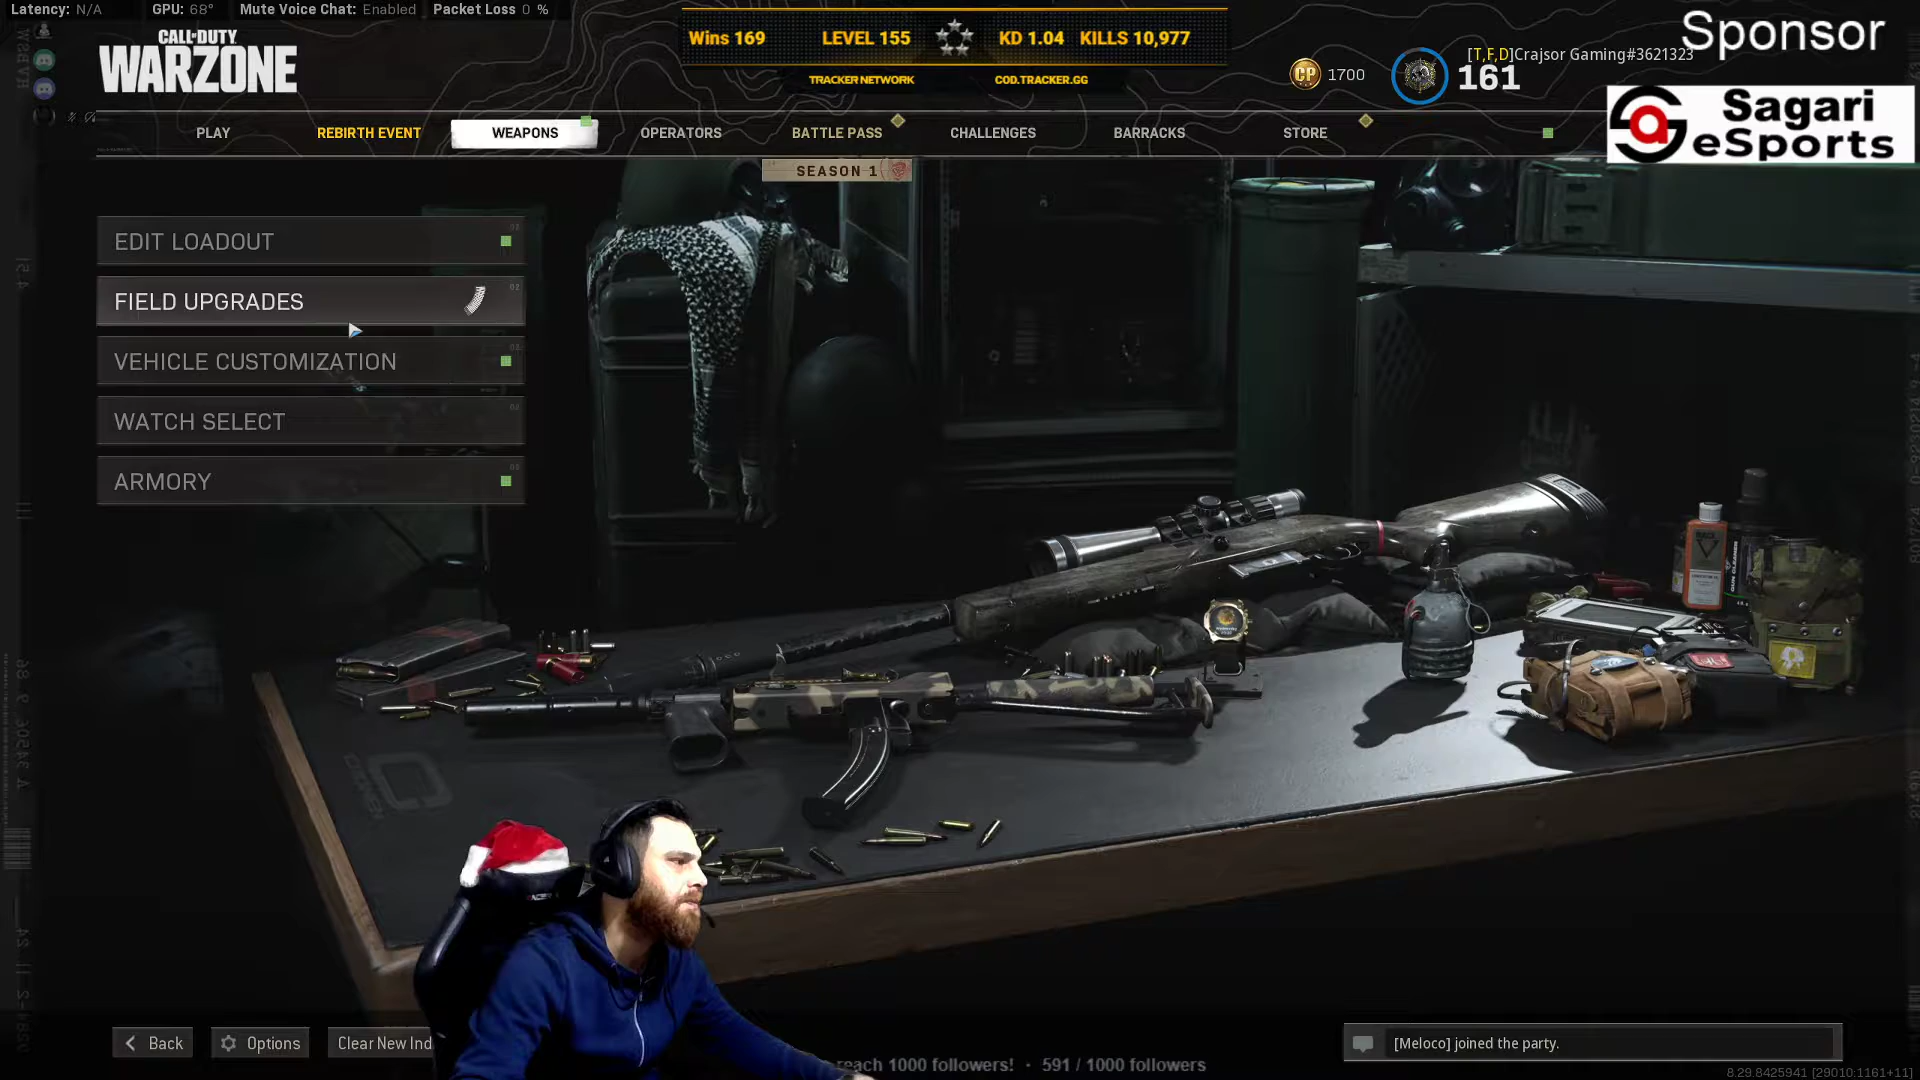 Latency: N/A GPU: 68° Mute Voice Chat: Enabled Packet Loss 0 %
CALL OF DUTY
WARZONE
Wins 169 LEVEL 155 KD 1.04 KILLS 10,977
TRACKER NETWORK COD.TRACKER.GG
CP 1700
[T,F,D]Crajsor Gaming#3621323
161
Sponsor
Sagari
eSports
PLAY REBIRTH EVENT WEAPONS OPERATORS BATTLE PASS CHALLENGES BARRACKS STORE
SEASON 1
EDIT LOADOUT
FIELD UPGRADES
VEHICLE CUSTOMIZATION
WATCH SELECT
ARMORY
Back Options Clear New Ind
reach 1000 followers! · 591 / 1000 followers
[Meloco] joined the party.
8.29.8425941 [29010:1161+11]